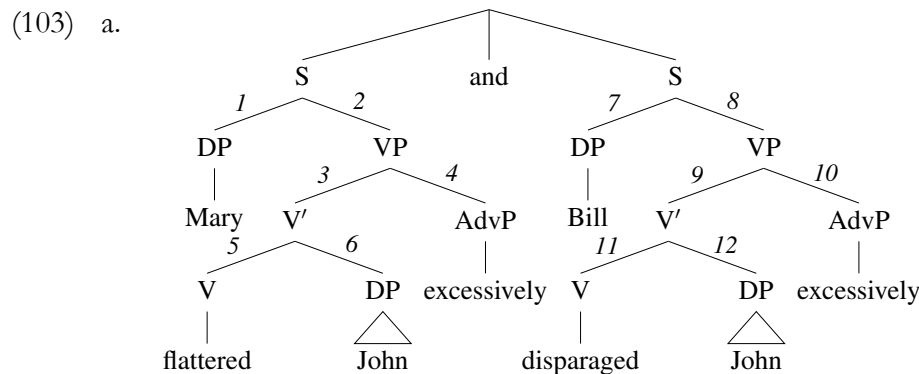 (103) a.
S and S
1 2 7 8
DP VP DP VP
3 4 9 10
Mary V′ AdvP Bill V′ AdvP
5 6 11 12
V DP excessively V DP excessively
flattered John disparaged John